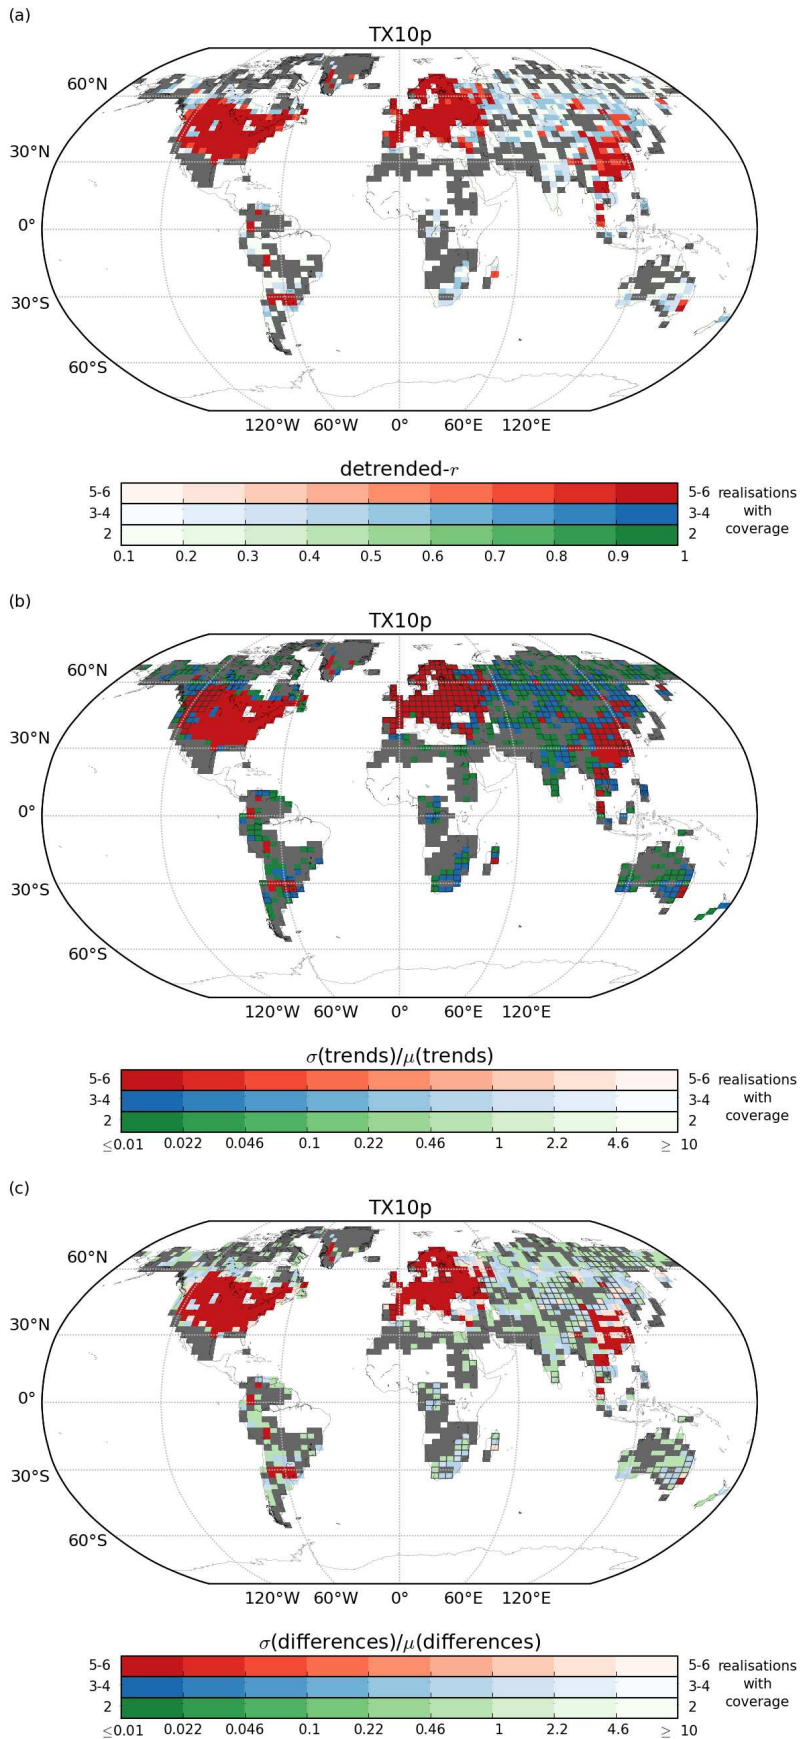 (a)
TX10p
60°N
30°N
0°
30°S
60°S
120°W 60°W 0° 60°E 120°E
detrended-r
5-6 5-6 realisations
3-4 3-4 with
2 2 coverage
0.1 0.2 0.3 0.4 0.5 0.6 0.7 0.8 0.9 1
(b)
TX10p
60°N
30°N
0°
30°S
60°S
120°W 60°W 0° 60°E 120°E
σ(trends)/μ(trends)
5-6 5-6 realisations
3-4 3-4 with
2 2 coverage
≤0.01 0.022 0.046 0.1 0.22 0.46 1 2.2 4.6 ≥ 10
(c)
TX10p
60°N
30°N
0°
30°S
60°S
120°W 60°W 0° 60°E 120°E
σ(differences)/μ(differences)
5-6 5-6 realisations
3-4 3-4 with
2 2 coverage
≤0.01 0.022 0.046 0.1 0.22 0.46 1 2.2 4.6 ≥ 10